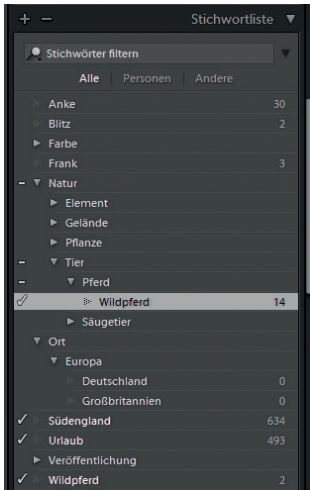 + − Stichwortliste ▼
Stichwörter filtern
Alle | Personen | Andere
Anke 30
Blitz 2
Farbe
Frank 3
Natur
Element
Gelände
Pflanze
Tier
Pferd
Wildpferd 14
Säugetier
Ort
Europa
Deutschland 0
Großbritannien 0
Südengland 634
Urlaub 493
Veröffentlichung
Wildpferd 2